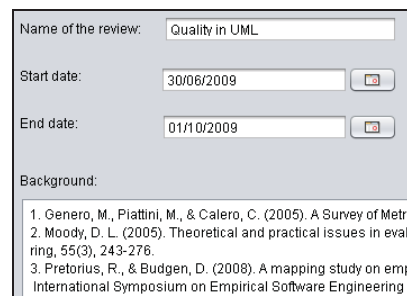 Name of the review: Quality in UML
Start date: 30/06/2009
End date: 01/10/2009
Background:
1. Genero, M., Piattini, M., & Calero, C. (2005). A Survey of Metr
2. Moody, D. L. (2005). Theoretical and practical issues in eval
ring, 55(3), 243-276.
3. Pretorius, R., & Budgen, D. (2008). A mapping study on emp
International Symposium on Empirical Software Engineering